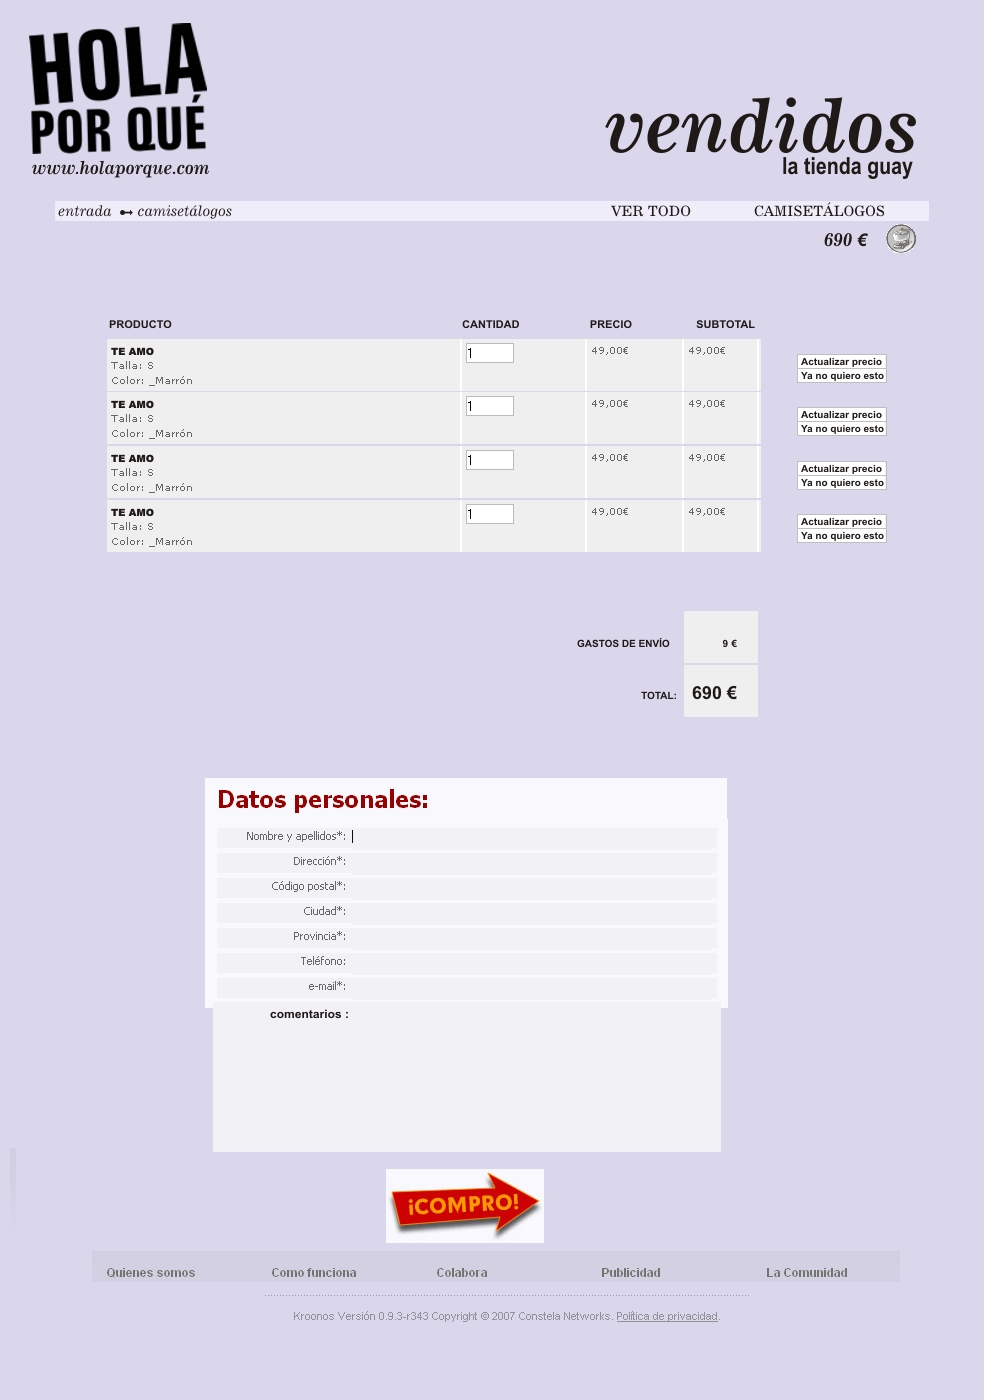 HOLA
POR QUÉ
www.holaporque.com
vendidos
la tienda guay
entrada camisetálogos VER TODO CAMISETÁLOGOS
690 €
PRODUCTO CANTIDAD PRECIO SUBTOTAL
TE AMO 1 49,00€ 49,00€
Talla: S
Color: _Marrón
Actualizar precio
Ya no quiero esto
TE AMO 1 49,00€ 49,00€
Talla: S
Color: _Marrón
Actualizar precio
Ya no quiero esto
TE AMO 1 49,00€ 49,00€
Talla: S
Color: _Marrón
Actualizar precio
Ya no quiero esto
TE AMO 1 49,00€ 49,00€
Talla: S
Color: _Marrón
Actualizar precio
Ya no quiero esto
GASTOS DE ENVÍO 9 €
TOTAL: 690 €
Datos personales:
Nombre y apellidos*:
Dirección*:
Código postal*:
Ciudad*:
Provincia*:
Teléfono:
e-mail*:
comentarios :
¡COMPRO!
Quienes somos Como funciona Colabora Publicidad La Comunidad
Kroonos Versión 0.9.3-r343 Copyright © 2007 Constela Networks. Política de privacidad.